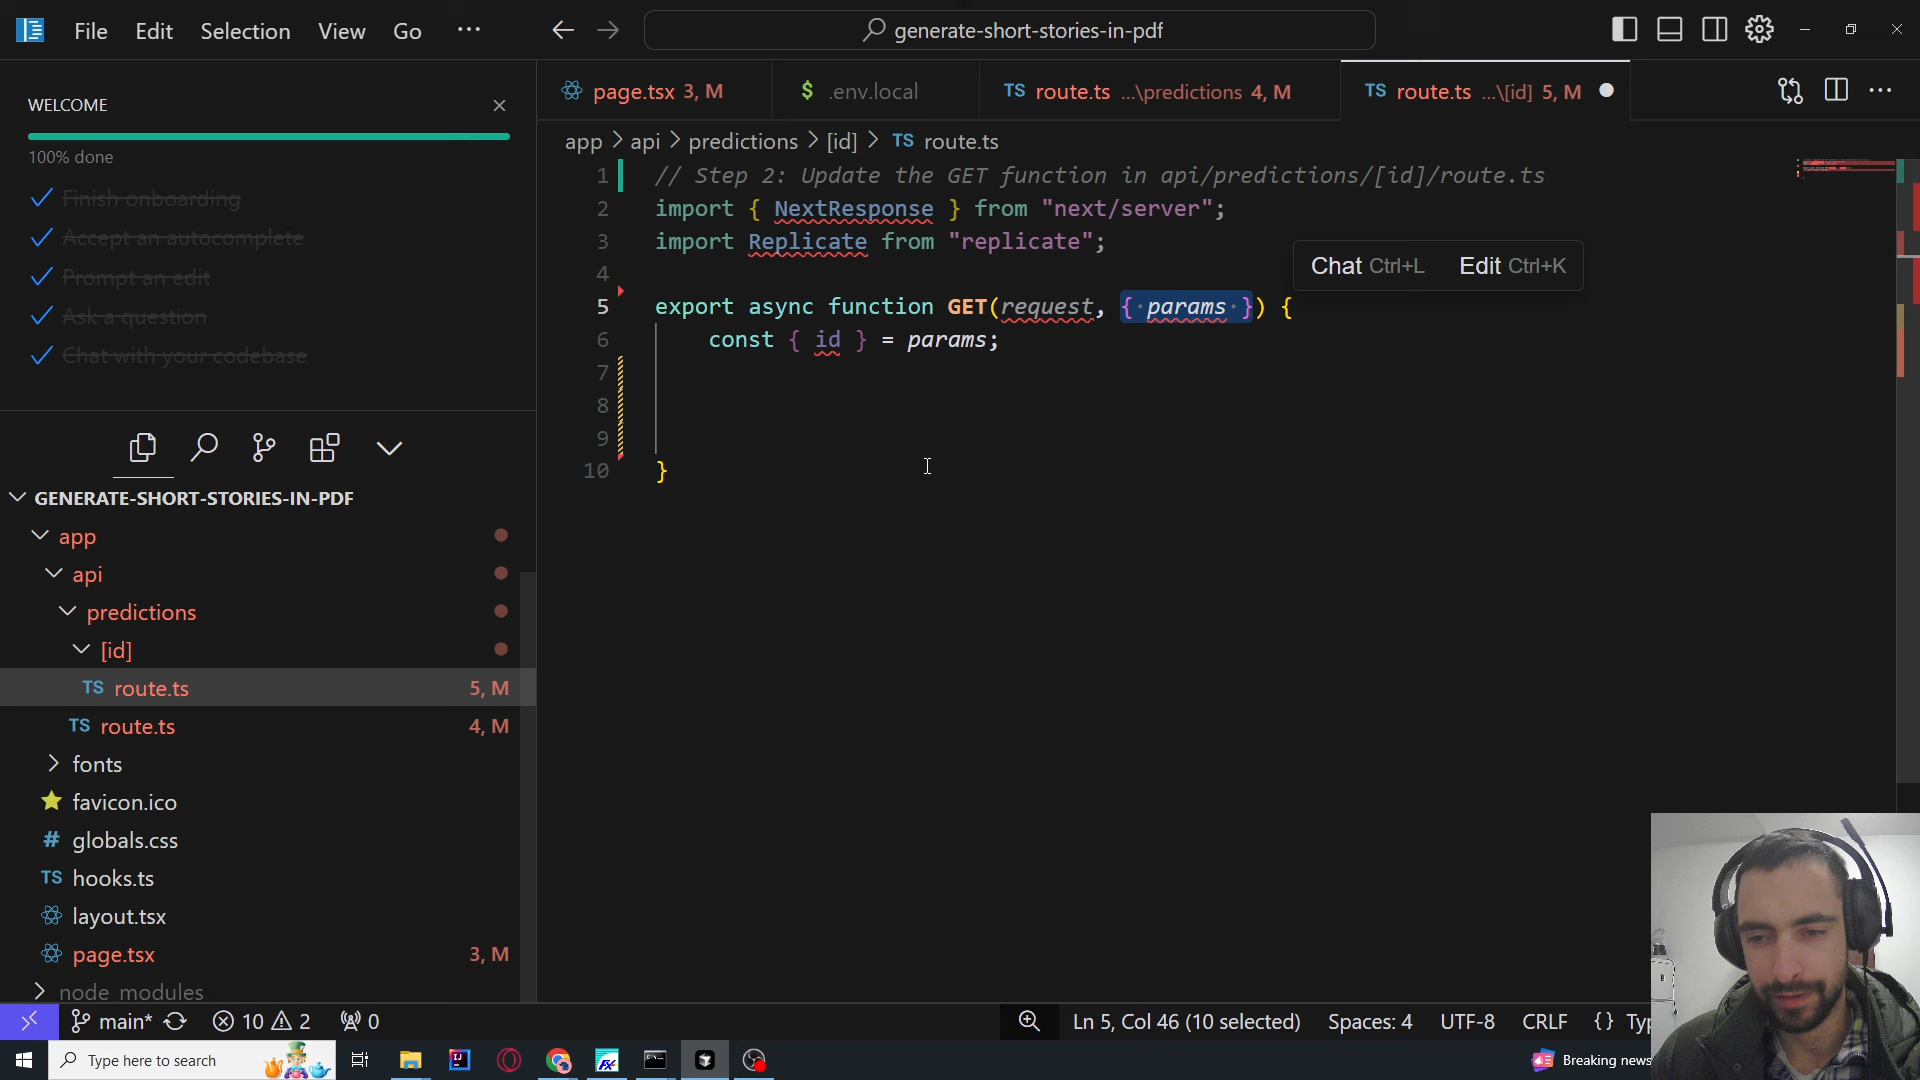 File Edit Selection View Go ···
generate-short-stories-in-pdf
WELCOME
100% done
Finish onboarding
Accept an autocomplete
Prompt an edit
Ask a question
Chat with your codebase
GENERATE-SHORT-STORIES-IN-PDF
app
api
predictions
[id]
TS route.ts 5, M
TS route.ts 4, M
fonts
favicon.ico
# globals.css
TS hooks.ts
layout.tsx
page.tsx 3, M
node_modules
page.tsx 3, M
$ .env.local
TS route.ts ...\predictions 4, M
TS route.ts ...\[id] 5, M
app > api > predictions > [id] > TS route.ts
1 // Step 2: Update the GET function in api/predictions/[id]/route.ts
2 import { NextResponse } from "next/server";
3 import Replicate from "replicate";
4
5 export async function GET(request, { params }) {
6 const { id } = params;
7
8
9
10 }
Chat Ctrl+L Edit Ctrl+K
main* 10 2 0
Ln 5, Col 46 (10 selected) Spaces: 4 UTF-8 CRLF {} Typ
Type here to search
Breaking news